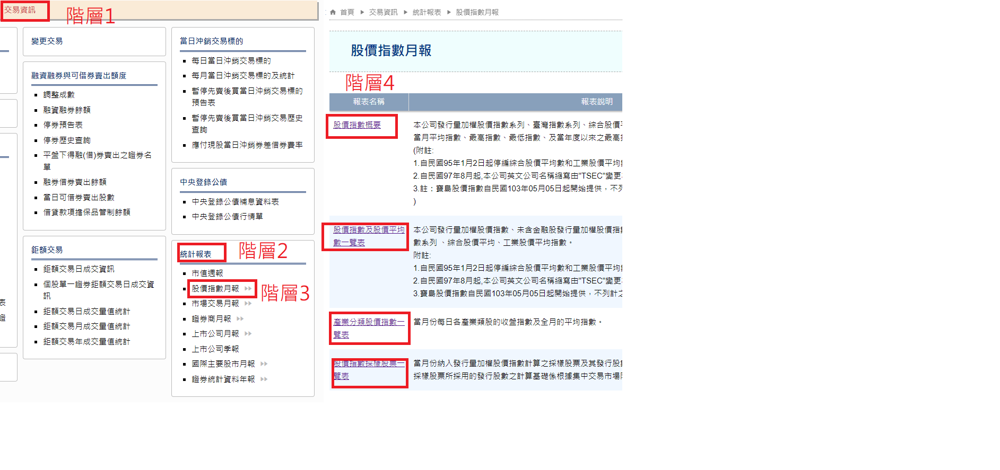 交易資訊
階層1
變更交易
融資融券與可借券賣出額度
調整成數
融資融券餘額
停券預告表
停券歷史查詢
平盤下得融(借)券賣出之證券名
單
融券借券賣出餘額
當日可借券賣出股數
借貸款項擔保品管制餘額
鉅額交易
鉅額交易日成交資訊
個股單一證券鉅額交易日成交資
訊
鉅額交易日成交量值統計
鉅額交易月成交量值統計
鉅額交易年成交量值統計
表
證
當日沖銷交易標的
每日當日沖銷交易標的
每月當日沖銷交易標的及統計
暫停先賣後買當日沖銷交易標的
預告表
暫停先賣後買當日沖銷交易歷史
查詢
應付現股當日沖銷券差借券費率
中央登錄公債
中央登錄公債補息資料表
中央登錄公債行情單
統計報表
階層2
市值週報
股價指數月報
階層3
市場交易月報
證券商月報
上市公司月報
上市公司季報
國際主要股市月報
證券統計資料年報
首頁 ▶ 交易資訊 ▶ 統計報表 ▶ 股價指數月報
股價指數月報
階層4
報表名稱 報表說明
股價指數概要
本公司發行量加權股價指數系列、臺灣指數系列、綜合股價平
當月平均指數、最高指數、最低指數、及當年度以來之最高指
(附註:
1.自民國95年1月2日起停編綜合股價平均數和工業股價平均數
2.自民國97年8月起,本公司英文公司名稱縮寫由"TSEC"變更
3.註：寶島股價指數自民國103年05月05日起開始提供，不列
)
股價指數及股價平均
數一覽表
本公司發行量加權股價指數、未含金融股發行量加權股價指數
數系列 、綜合股價平均、工業股價平均指數。
附註:
1.自民國95年1月2日起停編綜合股價平均數和工業股價平均數
2.自民國97年8月起,本公司英文公司名稱縮寫由"TSEC"變更
3.寶島股價指數自民國103年05月05日起開始提供，不列計之
產業分類股價指數一
覽表
當月份每日各產業類股的收盤指數及全月的平均指數。
股價指數採樣股票一
覽表
當月份納入發行量加權股價指數計算之採樣股票及其發行股數
採樣股票所採用的發行股數之計算基礎係根據集中交易市場